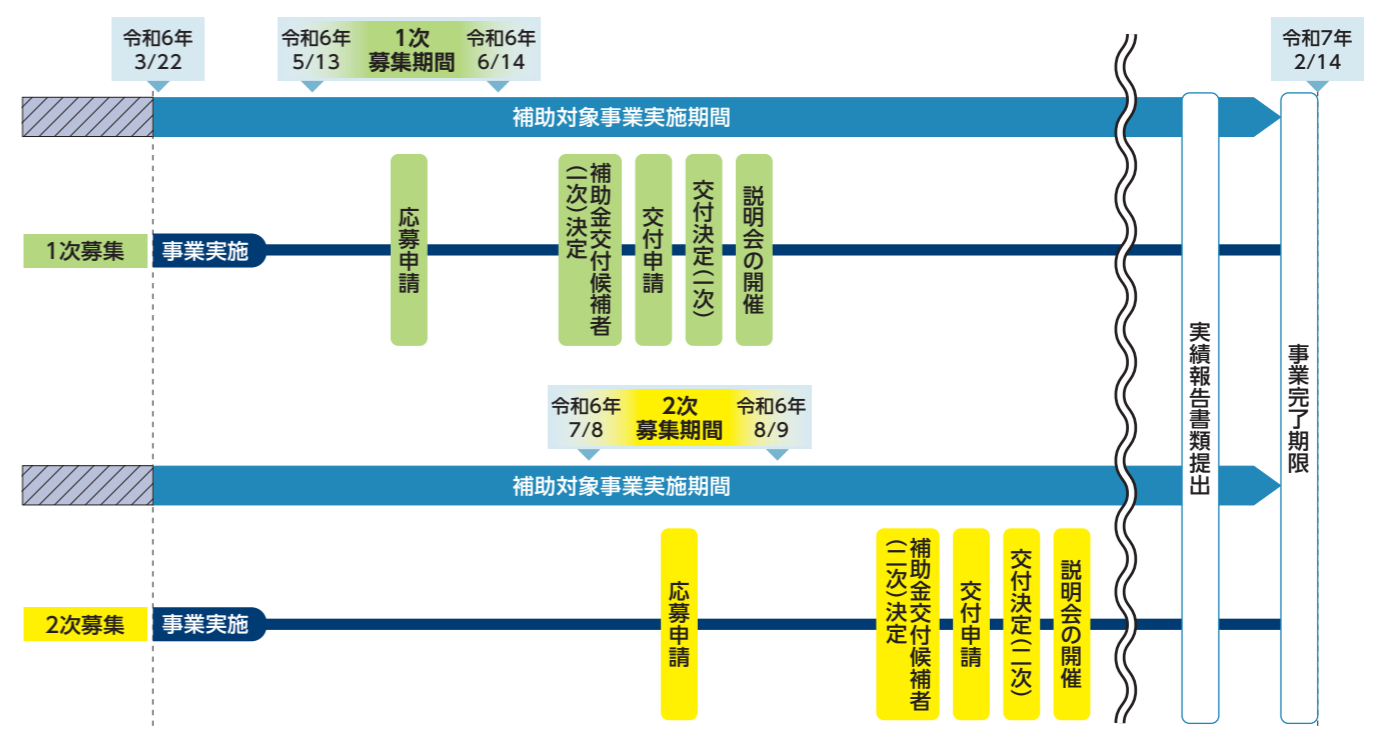 令和6年
3/22
令和6年
5/13
1次
募集期間
令和6年
6/14
令和7年
2/14
補助対象事業実施期間
1次募集
事業実施
応募申請
補助金交付候補者
(一次)決定
交付申請
交付決定(一次)
説明会の開催
令和6年
7/8
2次
募集期間
令和6年
8/9
補助対象事業実施期間
2次募集
事業実施
応募申請
補助金交付候補者
(二次)決定
交付申請
交付決定(二次)
説明会の開催
実績報告書類提出
事業完了期限